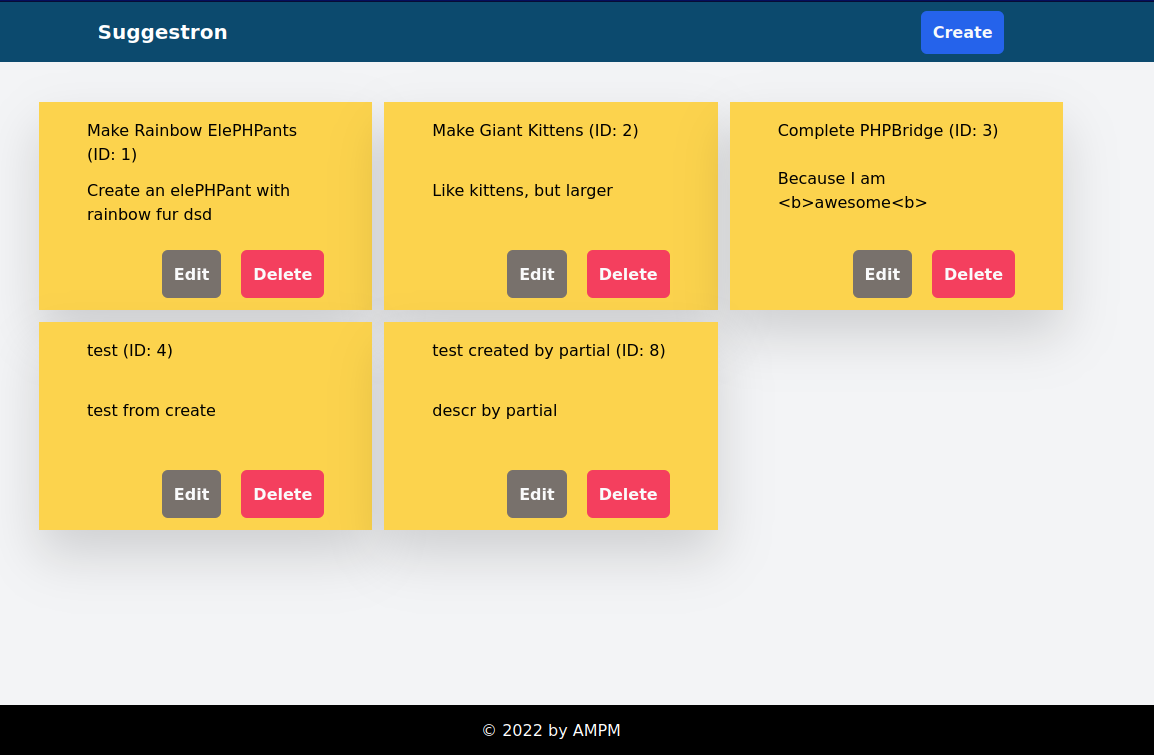 Suggestron
Create
Make Rainbow ElePHPants
(ID: 1)
Create an elePHPant with
rainbow fur dsd
Edit
Delete
Make Giant Kittens (ID: 2)
Like kittens, but larger
Edit
Delete
Complete PHPBridge (ID: 3)
Because I am
<b>awesome<b>
Edit
Delete
test (ID: 4)
test from create
Edit
Delete
test created by partial (ID: 8)
descr by partial
Edit
Delete
© 2022 by AMPM